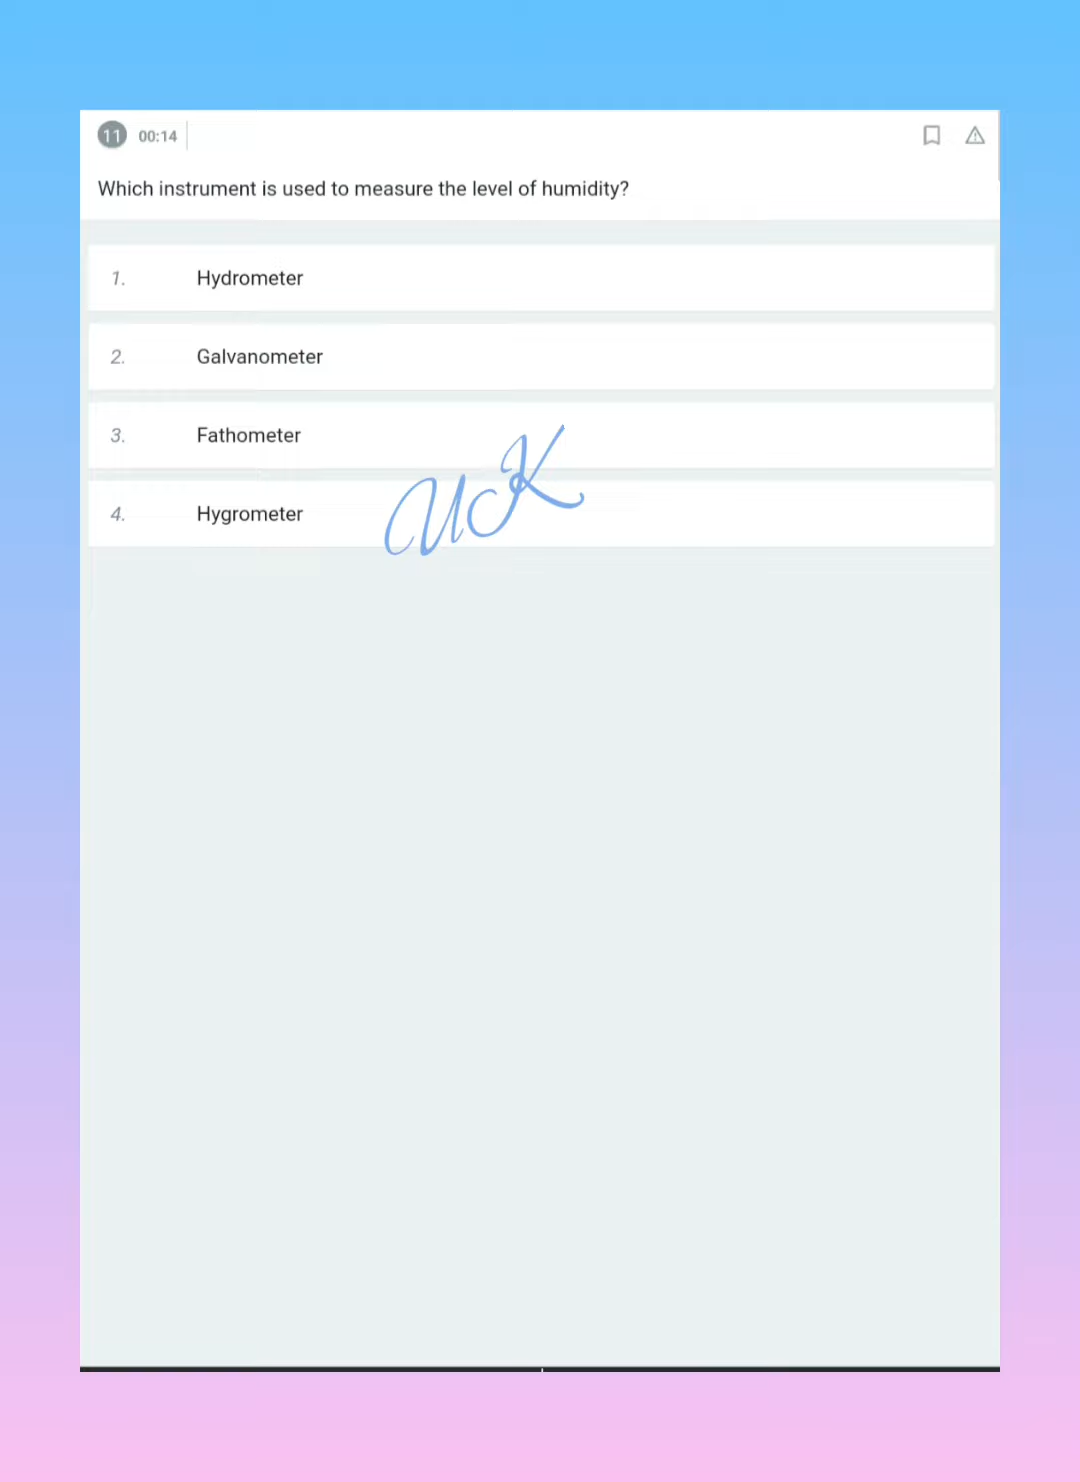 11 00:14
Which instrument is used to measure the level of humidity?
1. Hydrometer
2. Galvanometer
3. Fathometer
4. Hygrometer
UK